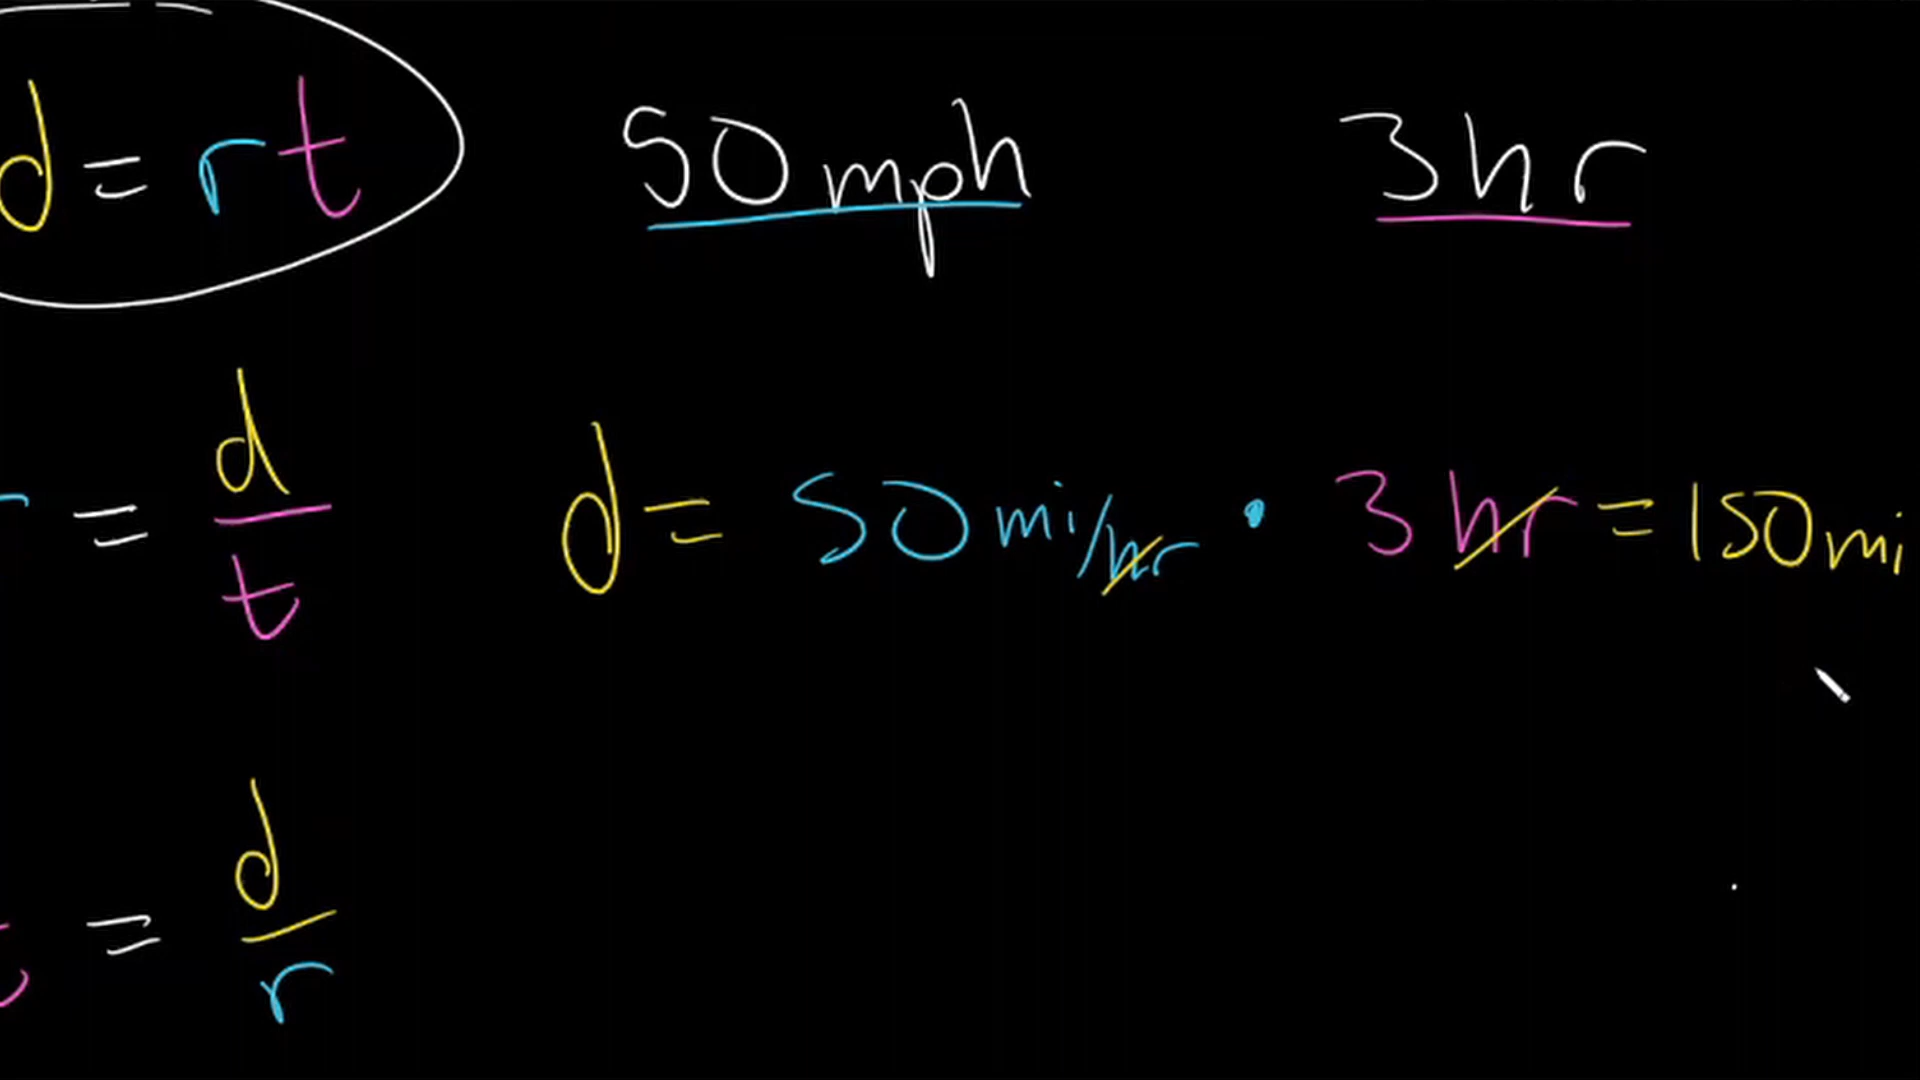 d = rt 50 mph 3 hr
r = d/t d = 50 mi/hr · 3 hr = 150 mi
t = d/r